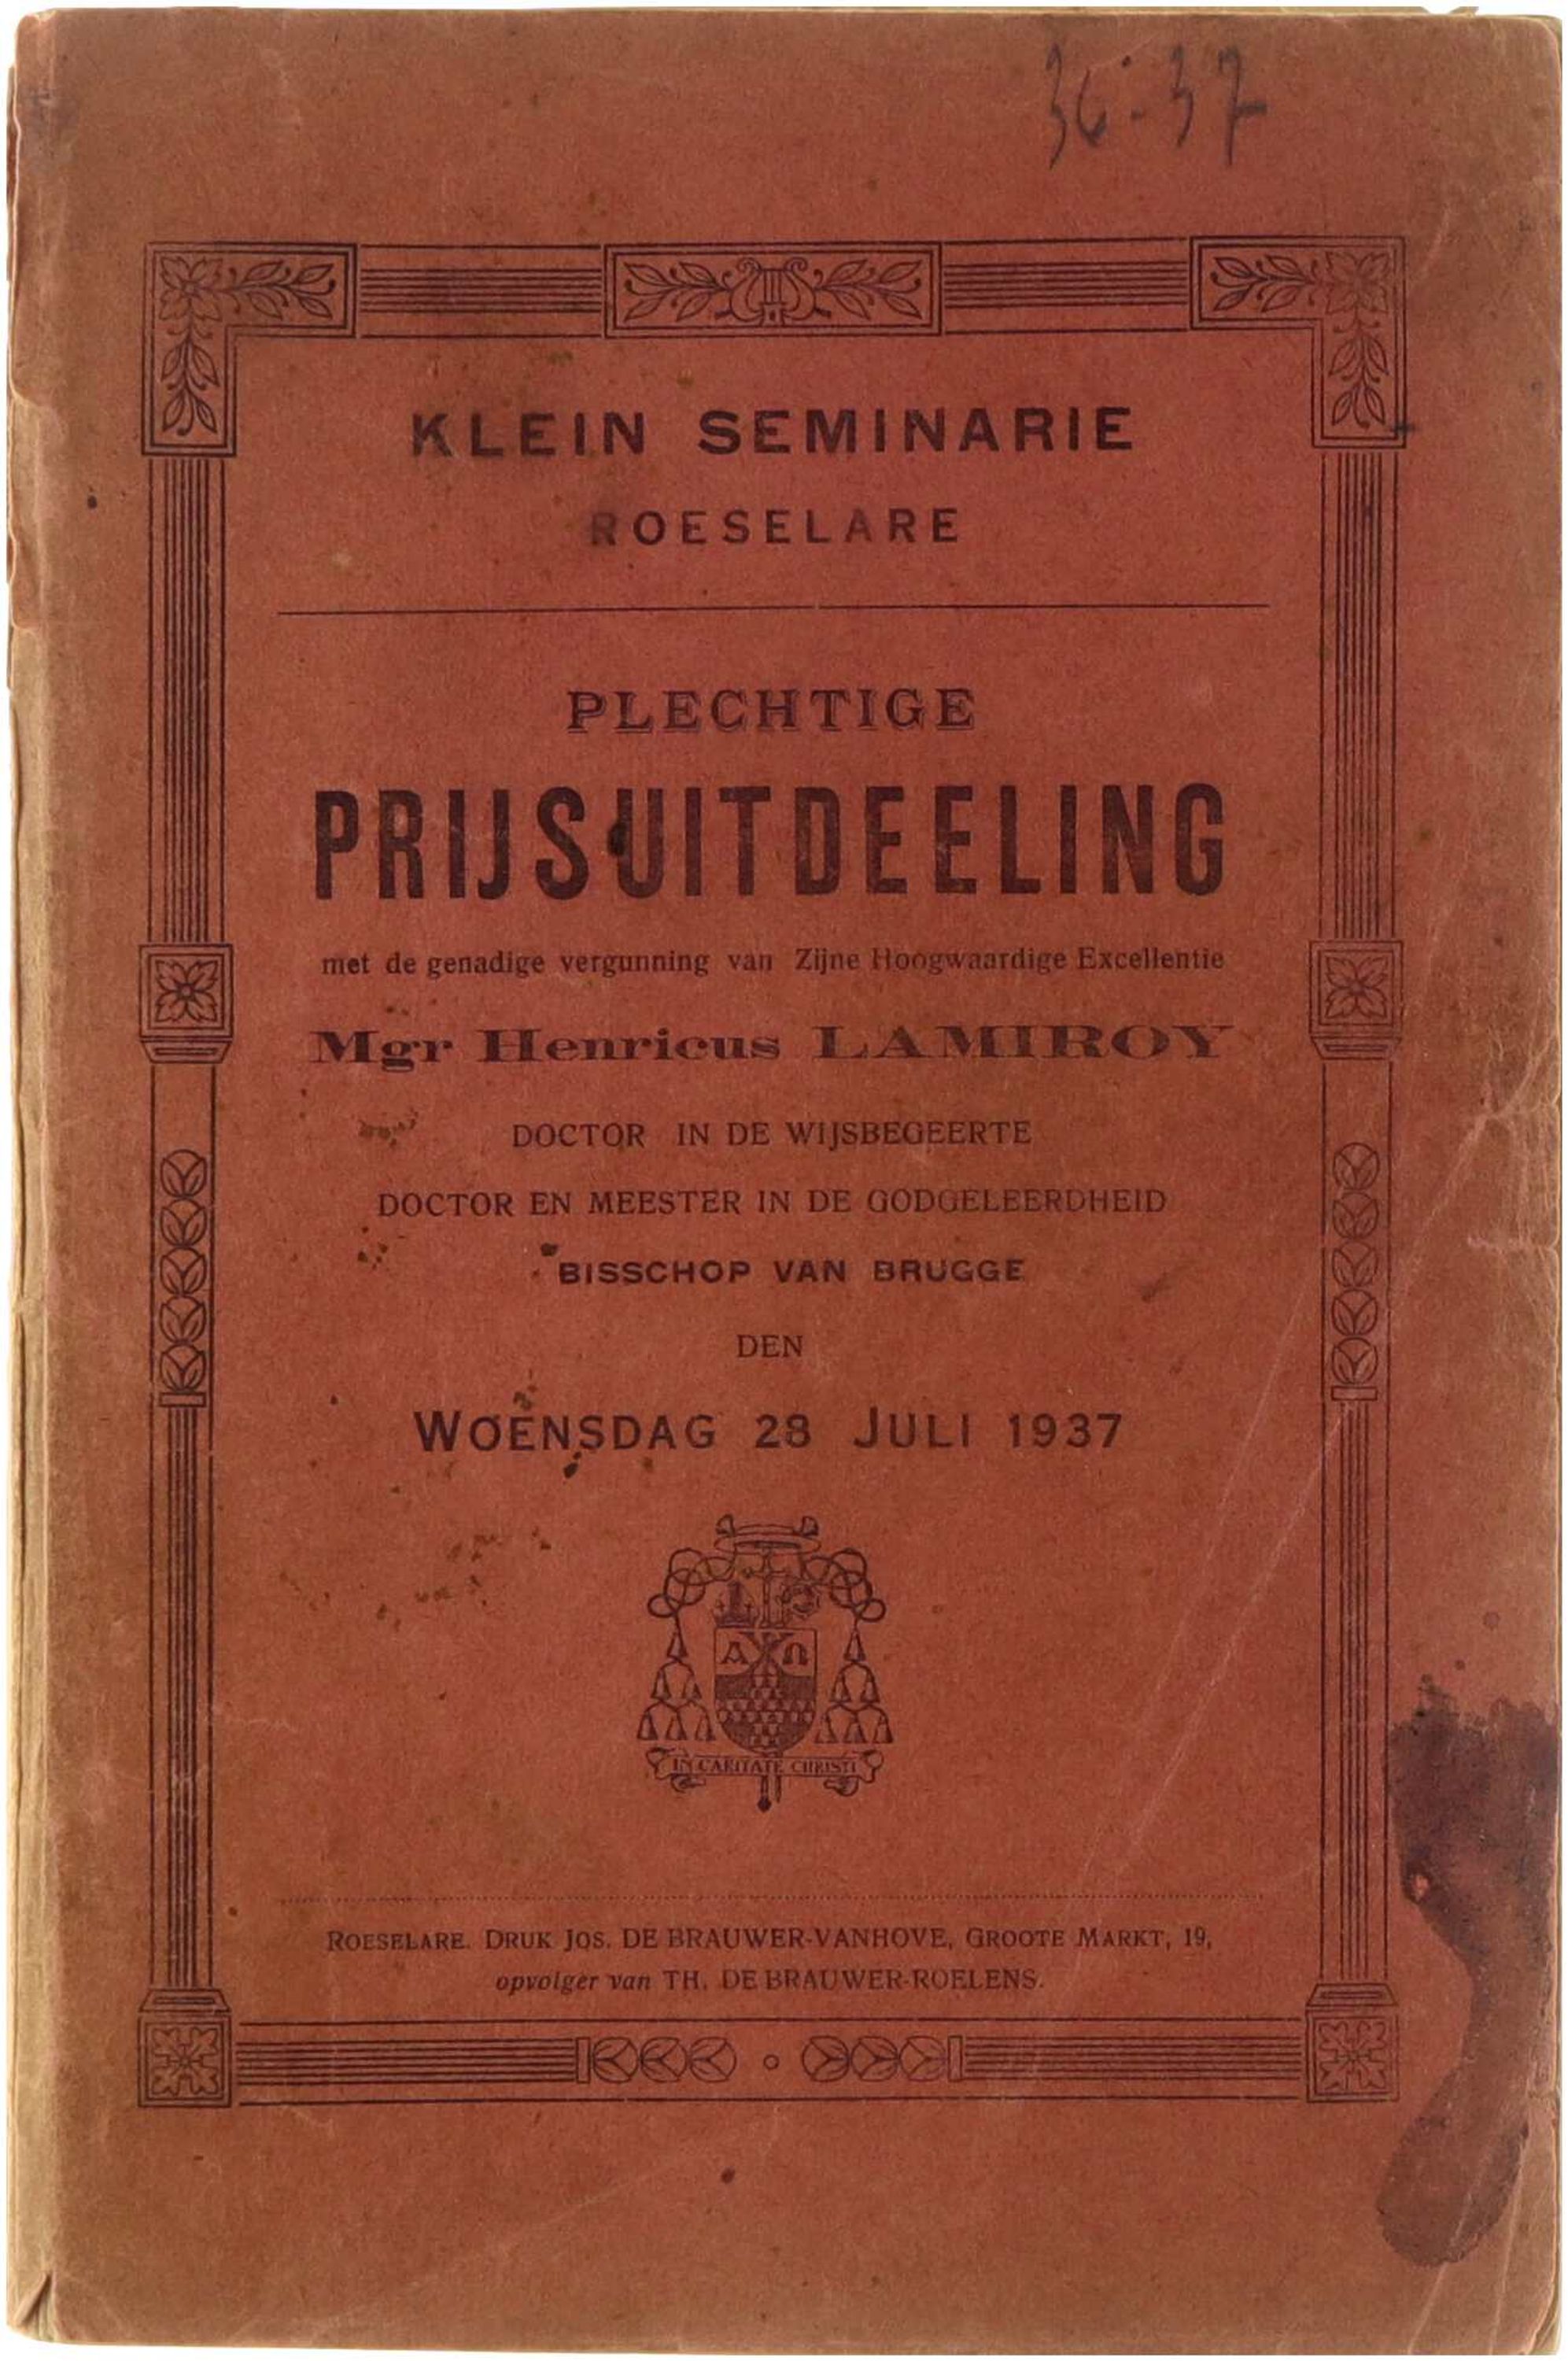 36-37
KLEIN SEMINARIE
ROESELARE
PLECHTIGE
PRIJSUITDEELING
met de genadige vergunning van Zijne Hoogwaardige Excellentie
Mgr Henricus LAMIROY
DOCTOR IN DE WIJSBEGEERTE
DOCTOR EN MEESTER IN DE GODGELEERDHEID
BISSCHOP VAN BRUGGE
DEN
WOENSDAG 28 JULI 1937
A Ω
IN CARITATE CHRISTI
ROESELARE. DRUK JOS. DE BRAUWER-VANHOVE, GROOTE MARKT, 19,
opvolger van TH. DE BRAUWER-ROELENS.